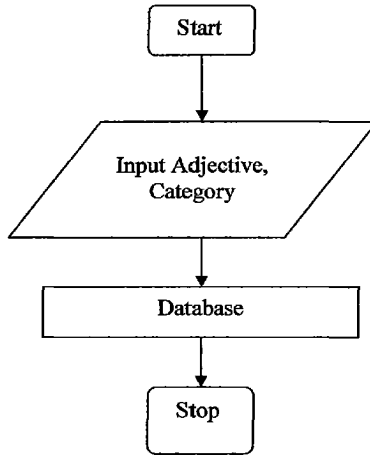 Start
Input Adjective,
Category
Database
Stop